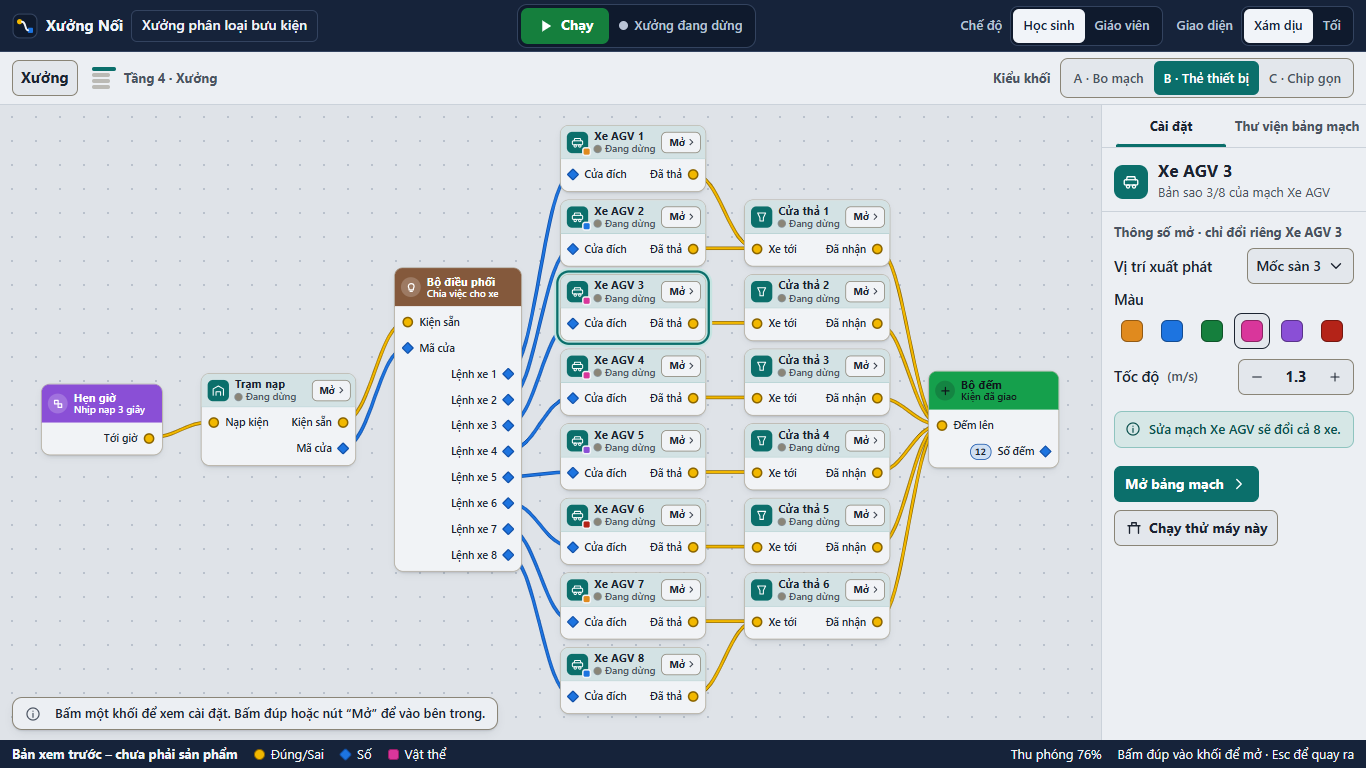 Xưởng Nối
Xưởng phân loại bưu kiện
Chạy
Xưởng đang dừng
Chế độ
Học sinh
Giáo viên
Giao diện
Xám dịu
Tối
Xưởng
Tầng 4 · Xưởng
Kiểu khối
A · Bo mạch
B · Thẻ thiết bị
C · Chip gọn
Hẹn giờ
Nhịp nạp 3 giây
Tới giờ
Trạm nạp
Đang dừng
Mở
Nạp kiện
Kiện sẵn
Mã cửa
Bộ điều phối
Chia việc cho xe
Kiện sẵn
Mã cửa
Lệnh xe 1
Lệnh xe 2
Lệnh xe 3
Lệnh xe 4
Lệnh xe 5
Lệnh xe 6
Lệnh xe 7
Lệnh xe 8
Xe AGV 1
Đang dừng
Mở
Cửa đích
Đã thả
Xe AGV 2
Đang dừng
Mở
Cửa đích
Đã thả
Xe AGV 3
Đang dừng
Mở
Cửa đích
Đã thả
Xe AGV 4
Đang dừng
Mở
Cửa đích
Đã thả
Xe AGV 5
Đang dừng
Mở
Cửa đích
Đã thả
Xe AGV 6
Đang dừng
Mở
Cửa đích
Đã thả
Xe AGV 7
Đang dừng
Mở
Cửa đích
Đã thả
Xe AGV 8
Đang dừng
Mở
Cửa đích
Đã thả
Cửa thả 1
Đang dừng
Mở
Xe tới
Đã nhận
Cửa thả 2
Đang dừng
Mở
Xe tới
Đã nhận
Cửa thả 3
Đang dừng
Mở
Xe tới
Đã nhận
Cửa thả 4
Đang dừng
Mở
Xe tới
Đã nhận
Cửa thả 5
Đang dừng
Mở
Xe tới
Đã nhận
Cửa thả 6
Đang dừng
Mở
Xe tới
Đã nhận
Bộ đếm
Kiện đã giao
Đếm lên
12
Số đếm
Cài đặt
Thư viện bảng mạch
Xe AGV 3
Bản sao 3/8 của mạch Xe AGV
Thông số mở · chỉ đổi riêng Xe AGV 3
Vị trí xuất phát
Mốc sàn 3
Màu
Tốc độ (m/s)
− 1.3 +
Sửa mạch Xe AGV sẽ đổi cả 8 xe.
Mở bảng mạch
Chạy thử máy này
Bấm một khối để xem cài đặt. Bấm đúp hoặc nút “Mở” để vào bên trong.
Bản xem trước – chưa phải sản phẩm
Đúng/Sai
Số
Vật thể
Thu phóng 76%
Bấm đúp vào khối để mở · Esc để quay ra